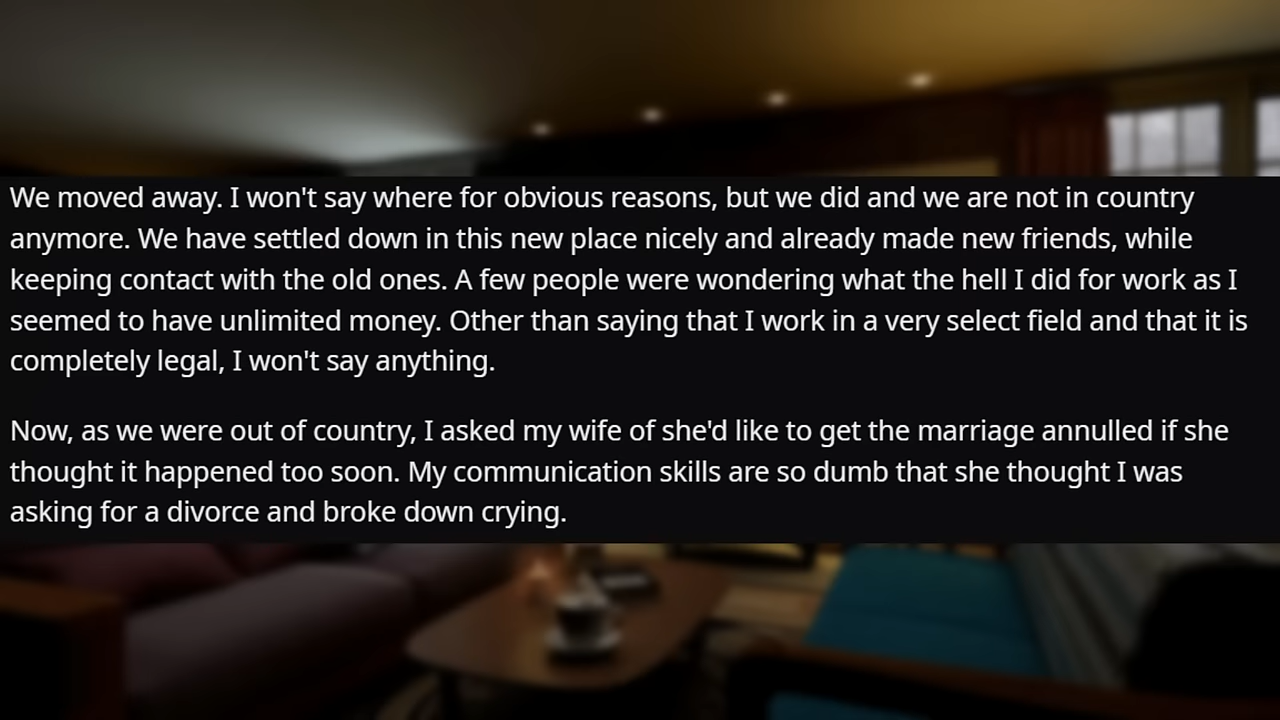 We moved away. I won't say where for obvious reasons, but we did and we are not in country
anymore. We have settled down in this new place nicely and already made new friends, while
keeping contact with the old ones. A few people were wondering what the hell I did for work as I
seemed to have unlimited money. Other than saying that I work in a very select field and that it is
completely legal, I won't say anything.
Now, as we were out of country, I asked my wife of she'd like to get the marriage annulled if she
thought it happened too soon. My communication skills are so dumb that she thought I was
asking for a divorce and broke down crying.